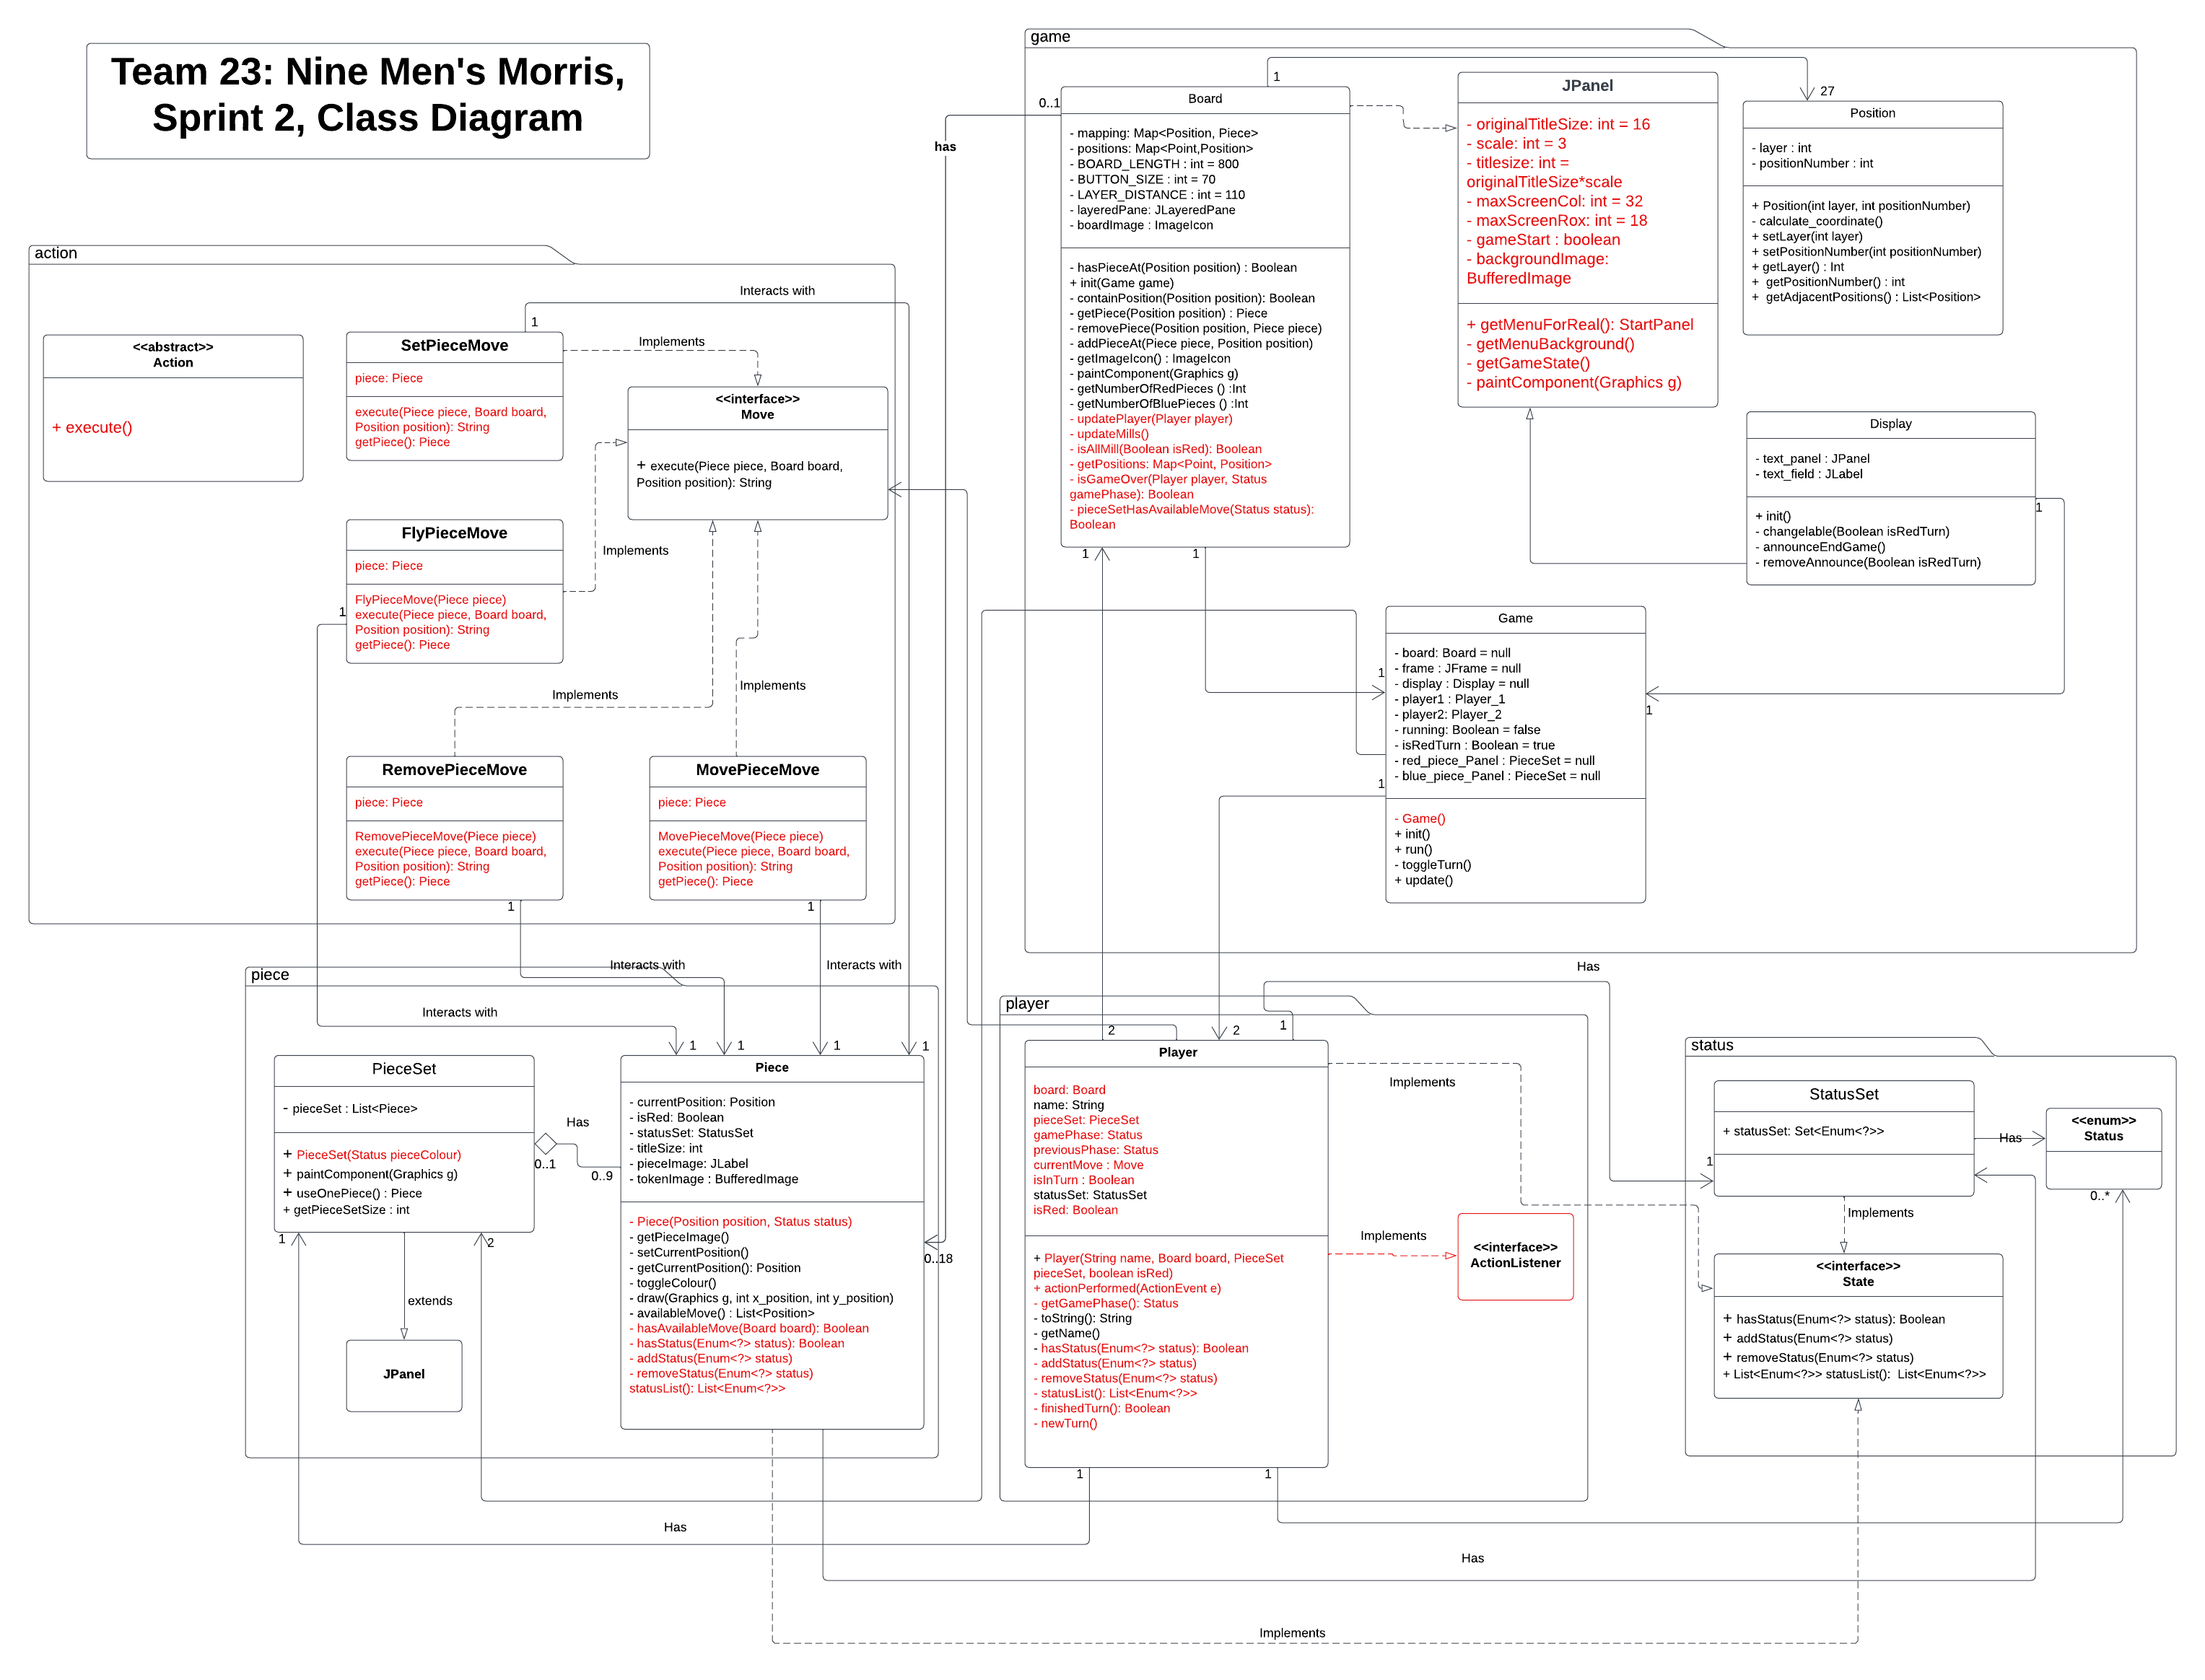 Team 23: Nine Men's Morris,
Sprint 2, Class Diagram
action
<<abstract>>
Action
+ execute()
SetPieceMove
piece: Piece
execute(Piece piece, Board board,
Position position): String
getPiece(): Piece
1
Interacts with
Implements
<<interface>>
Move
+ execute(Piece piece, Board board,
Position position): String
FlyPieceMove
piece: Piece
FlyPieceMove(Piece piece)
execute(Piece piece, Board board,
Position position): String
getPiece(): Piece
1
Implements
Implements
Implements
RemovePieceMove
piece: Piece
RemovePieceMove(Piece piece)
execute(Piece piece, Board board,
Position position): String
getPiece(): Piece
1
MovePieceMove
piece: Piece
MovePieceMove(Piece piece)
execute(Piece piece, Board board,
Position position): String
getPiece(): Piece
1
game
Board
- mapping: Map<Position, Piece>
- positions: Map<Point,Position>
- BOARD_LENGTH : int = 800
- BUTTON_SIZE : int = 70
- LAYER_DISTANCE : int = 110
- layeredPane: JLayeredPane
- boardImage : ImageIcon
- hasPieceAt(Position position) : Boolean
+ init(Game game)
- containPosition(Position position): Boolean
- getPiece(Position position) : Piece
- removePiece(Position position, Piece piece)
- addPieceAt(Piece piece, Position position)
- getImageIcon() : ImageIcon
- paintComponent(Graphics g)
- getNumberOfRedPieces () :Int
- getNumberOfBluePieces () :Int
- updatePlayer(Player player)
- updateMills()
- isAllMill(Boolean isRed): Boolean
- getPositions: Map<Point, Position>
- isGameOver(Player player, Status
gamePhase): Boolean
- pieceSetHasAvailableMove(Status status):
Boolean
0..1
has
1
27
1
1
JPanel
- originalTitleSize: int = 16
- scale: int = 3
- titlesize: int =
originalTitleSize*scale
- maxScreenCol: int = 32
- maxScreenRox: int = 18
- gameStart : boolean
- backgroundImage:
BufferedImage
+ getMenuForReal(): StartPanel
- getMenuBackground()
- getGameState()
- paintComponent(Graphics g)
Position
- layer : int
- positionNumber : int
+ Position(int layer, int positionNumber)
- calculate_coordinate()
+ setLayer(int layer)
+ setPositionNumber(int positionNumber)
+ getLayer() : Int
+ getPositionNumber() : int
+ getAdjacentPositions() : List<Position>
Display
- text_panel : JPanel
- text_field : JLabel
+ init()
- changelable(Boolean isRedTurn)
- announceEndGame()
- removeAnnounce(Boolean isRedTurn)
1
Game
- board: Board = null
- frame : JFrame = null
- display : Display = null
- player1 : Player_1
- player2: Player_2
- running: Boolean = false
- isRedTurn : Boolean = true
- red_piece_Panel : PieceSet = null
- blue_piece_Panel : PieceSet = null
- Game()
+ init()
+ run()
- toggleTurn()
+ update()
1
1
1
piece
Interacts with
Interacts with
Interacts with
1
1
1
1
PieceSet
- pieceSet : List<Piece>
+ PieceSet(Status pieceColour)
+ paintComponent(Graphics g)
+ useOnePiece() : Piece
+ getPieceSetSize : int
Has
0..1
0..9
1
2
extends
JPanel
Piece
- currentPosition: Position
- isRed: Boolean
- statusSet: StatusSet
- titleSize: int
- pieceImage: JLabel
- tokenImage : BufferedImage
- Piece(Position position, Status status)
- getPieceImage()
- setCurrentPosition()
- getCurrentPosition(): Position
- toggleColour()
- draw(Graphics g, int x_position, int y_position)
- availableMove() : List<Position>
- hasAvailableMove(Board board): Boolean
- hasStatus(Enum<?> status): Boolean
- addStatus(Enum<?> status)
- removeStatus(Enum<?> status)
statusList(): List<Enum<?>>
0..18
player
2
2
1
Has
Player
board: Board
name: String
pieceSet: PieceSet
gamePhase: Status
previousPhase: Status
currentMove : Move
isInTurn : Boolean
statusSet: StatusSet
isRed: Boolean
+ Player(String name, Board board, PieceSet
pieceSet, boolean isRed)
+ actionPerformed(ActionEvent e)
- getGamePhase(): Status
- toString(): String
- getName()
- hasStatus(Enum<?> status): Boolean
- addStatus(Enum<?> status)
- removeStatus(Enum<?> status)
- statusList(): List<Enum<?>>
- finishedTurn(): Boolean
- newTurn()
1
1
Implements
Implements
<<interface>>
ActionListener
status
StatusSet
+ statusSet: Set<Enum<?>>
1
Has
<<enum>>
Status
0..*
Implements
<<interface>>
State
+ hasStatus(Enum<?> status): Boolean
+ addStatus(Enum<?> status)
+ removeStatus(Enum<?> status)
+ List<Enum<?>> statusList(): List<Enum<?>>
Has
Has
Implements